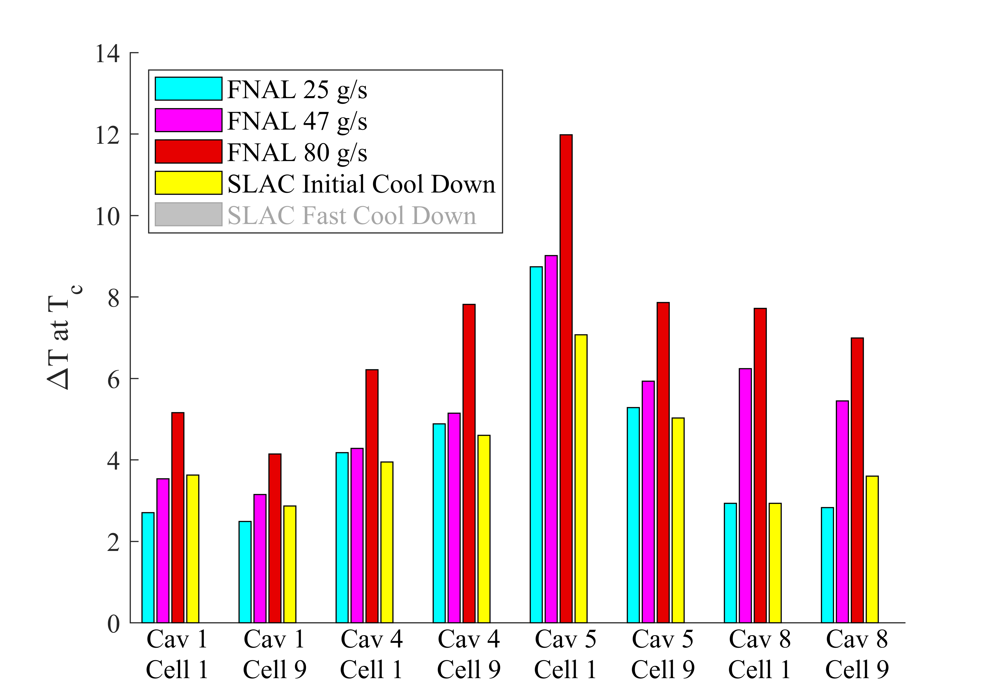 14
12
10
8
6
4
2
0
ΔT at Tc
FNAL 25 g/s
FNAL 47 g/s
FNAL 80 g/s
SLAC Initial Cool Down
SLAC Fast Cool Down
Cav 1 Cav 1 Cav 4 Cav 4 Cav 5 Cav 5 Cav 8 Cav 8
Cell 1 Cell 9 Cell 1 Cell 9 Cell 1 Cell 9 Cell 1 Cell 9